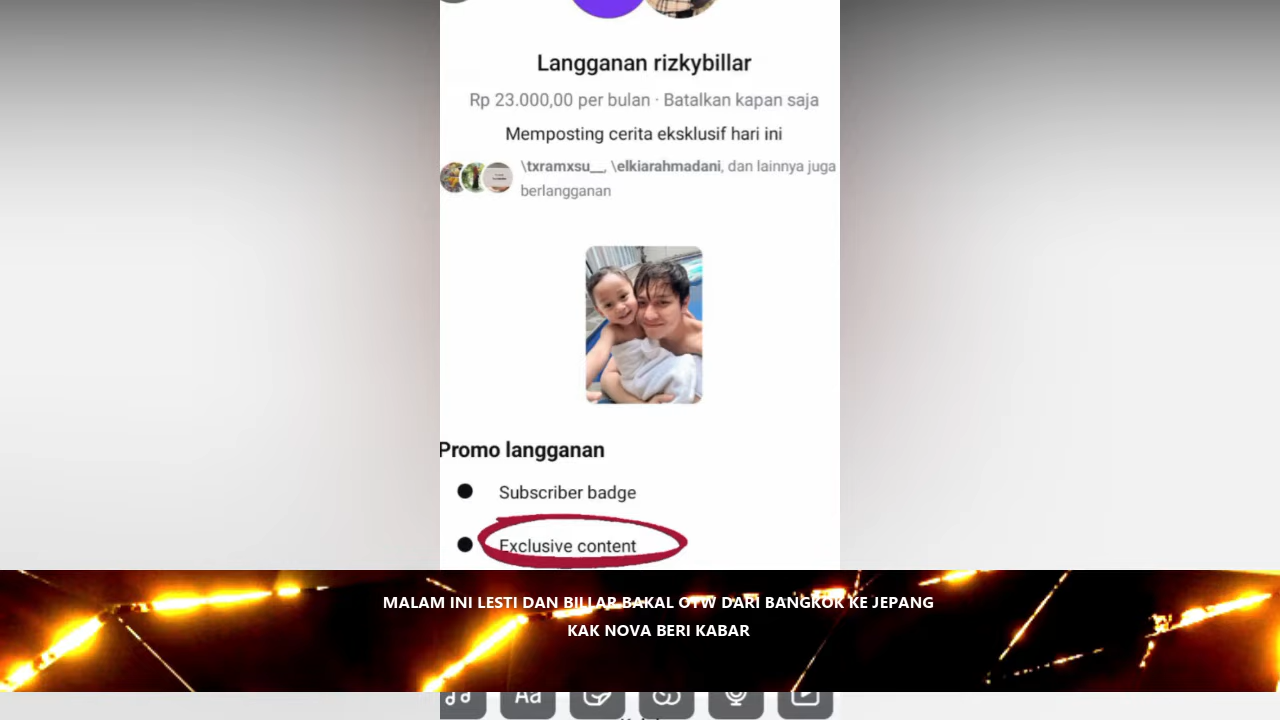 Langganan rizkybillar
Rp 23.000,00 per bulan · Batalkan kapan saja
Memposting cerita eksklusif hari ini
\txramxsu__, \elkiarahmadani, dan lainnya juga
berlangganan
Promo langganan
Subscriber badge
Exclusive content
MALAM INI LESTI DAN BILLAR BAKAL OTW DARI BANGKOK KE JEPANG
KAK NOVA BERI KABAR
Aa